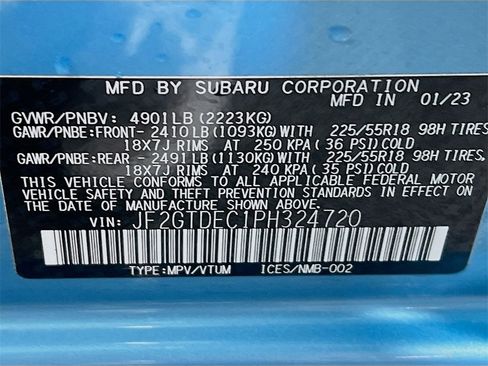 MFD BY SUBARU CORPORATION
MFD IN 01/23
GVWR/PNBV: 4901LB(2223KG)
GAWR/PNBE:FRONT- 2410LB(1093KG)WITH 225/55R18 98H TIRES,
18X7J RIMS AT 250 KPA( 36 PSI)COLD
GAWR/PNBE:REAR - 2491LB(1130KG)WITH 225/55R18 98H TIRES,
18X7J RIMS AT 240 KPA( 35 PSI)COLD
THIS VEHICLE CONFORMS TO ALL APPLICABLE FEDERAL MOTOR
VEHICLE SAFETY AND THEFT PREVENTION STANDARDS IN EFFECT ON
THE DATE OF MANUFACTURE SHOWN ABOVE.
VIN: JF2GTDEC1PH324720
TYPE:MPV/VTUM ICES/NMB-002